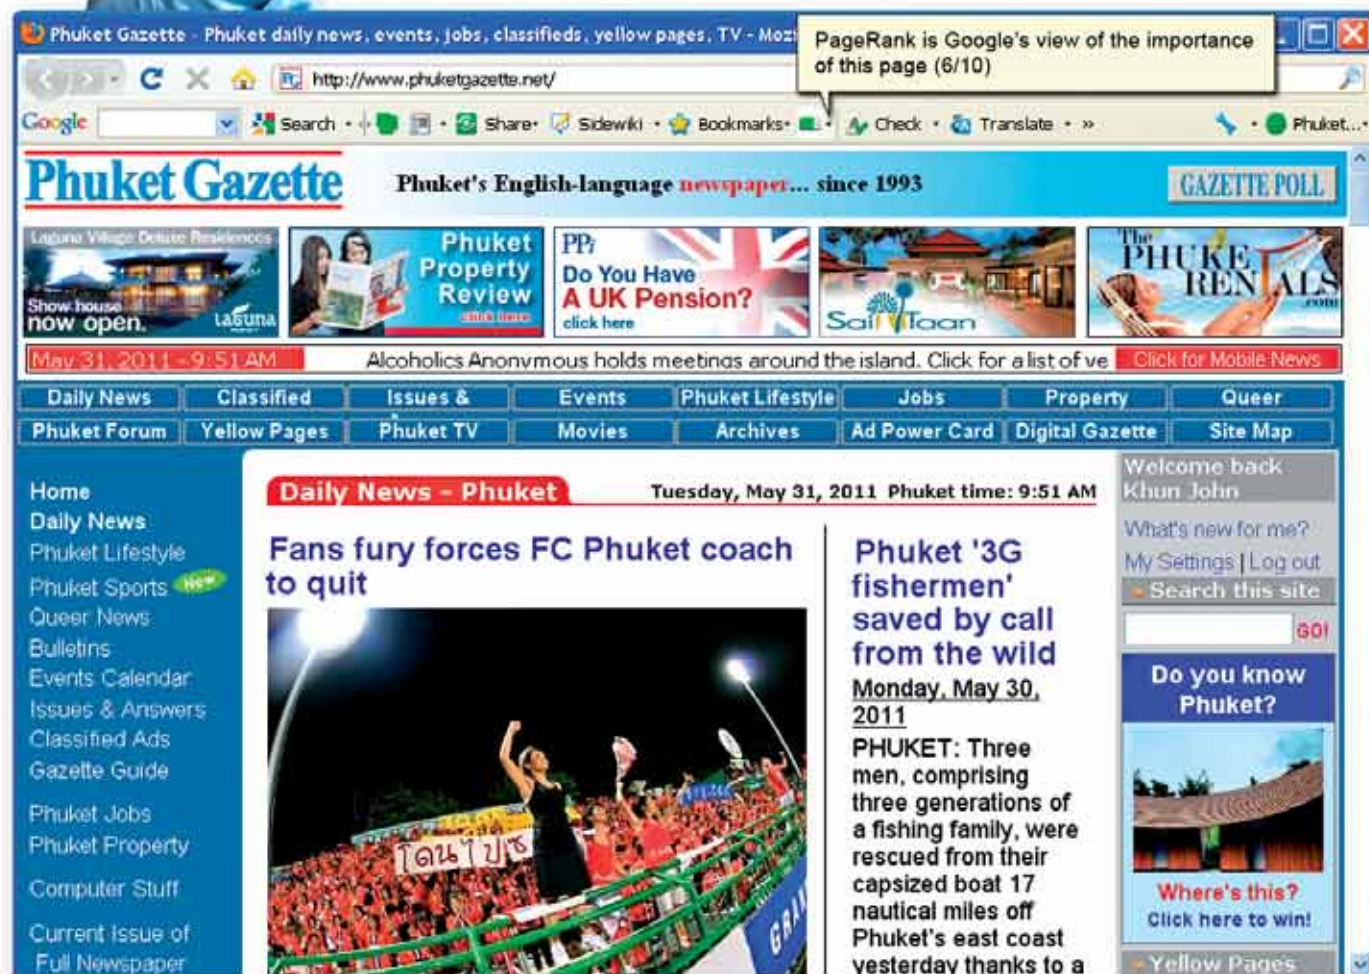 Phuket Gazette - Phuket daily news, events, jobs, classifieds, yellow pages, TV - Mozi
PageRank is Google's view of the importance
of this page (6/10)
http://www.phuketgazette.net/
Google Search Share Sidewiki Bookmarks Check Translate » Phuket...
Phuket Gazette
Phuket's English-language newspaper... since 1993
GAZETTE POLL
Laguna Village Deluxe Residences
Show house
now open.
Laguna
Phuket
Property
Review
click here
PPi
Do You Have
A UK Pension?
click here
Sai Taan
The
PHUKET
RENTALS
.com
May 31, 2011 - 9:51 AM
Alcoholics Anonymous holds meetings around the island. Click for a list of ve
Click for Mobile News
Daily News Classified Issues & Events Phuket Lifestyle Jobs Property Queer
Phuket Forum Yellow Pages Phuket TV Movies Archives Ad Power Card Digital Gazette Site Map
Home
Daily News
Phuket Lifestyle
Phuket Sports New
Queer News
Bulletins
Events Calendar
Issues & Answers
Classified Ads
Gazette Guide
Phuket Jobs
Phuket Property
Computer Stuff
Current Issue of
Full Newspaper
Daily News - Phuket
Tuesday, May 31, 2011 Phuket time: 9:51 AM
Fans fury forces FC Phuket coach
to quit
โดนไปซะ
GRAN
Phuket '3G
fishermen'
saved by call
from the wild
Monday, May 30,
2011
PHUKET: Three
men, comprising
three generations of
a fishing family, were
rescued from their
capsized boat 17
nautical miles off
Phuket's east coast
yesterday thanks to a
Welcome back
Khun John
What's new for me?
My Settings | Log out
Search this site
GO!
Do you know
Phuket?
Where's this?
Click here to win!
Yellow Pages